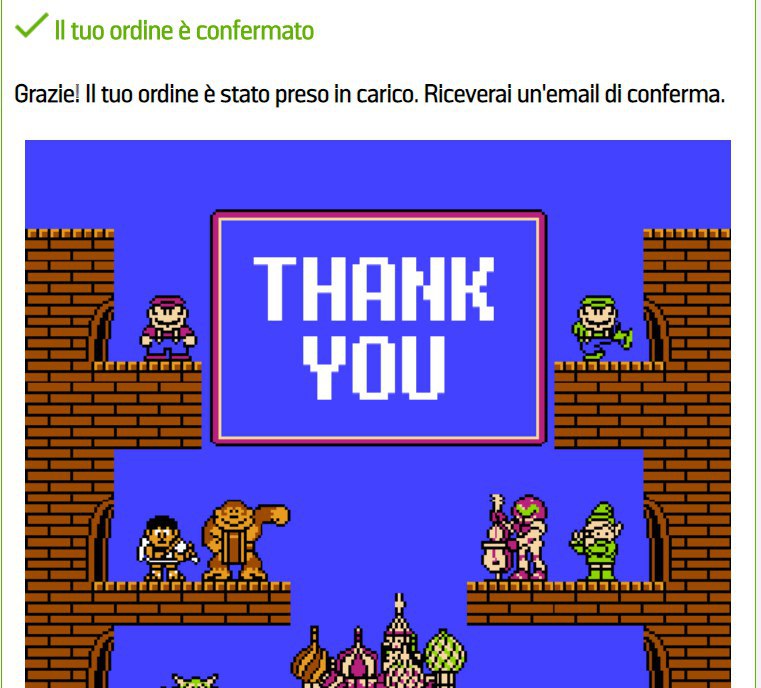 Il tuo ordine è confermato
Grazie! Il tuo ordine è stato preso in carico. Riceverai un'email di conferma.
THANK
YOU